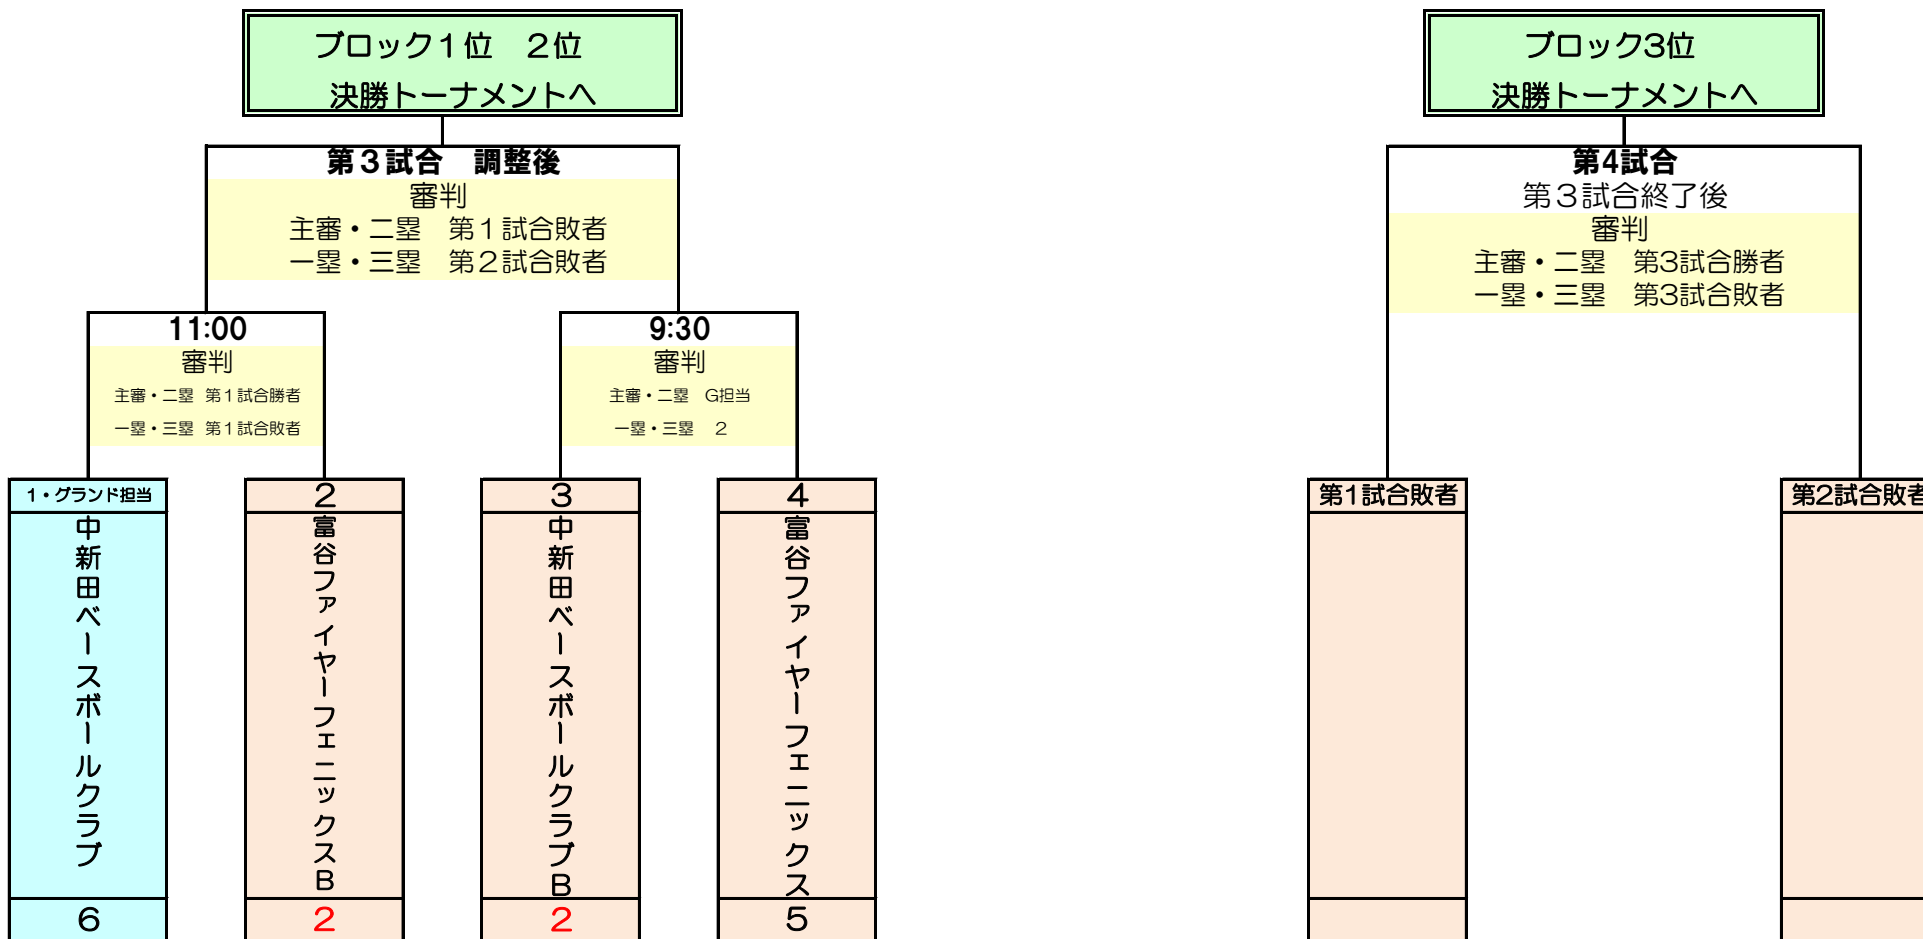 ブロック１位　２位
決勝トーナメントへ
第３試合　調整後
審判
主審・二塁　第１試合敗者
一塁・三塁　第２試合敗者
11:00
審判
主審・二塁 第１試合勝者
一塁・三塁 第１試合敗者
9:30
審判
主審・二塁　G担当
一塁・三塁　２
1・グランド担当
中新田ベースボールクラブ
6
2
富谷ファイヤーフェニックスB
2
3
中新田ベースボールクラブB
2
4
富谷ファイヤーフェニックス
5
ブロック3位
決勝トーナメントへ
第4試合
第３試合終了後
審判
主審・二塁　第3試合勝者
一塁・三塁　第3試合敗者
第1試合敗者
第2試合敗者